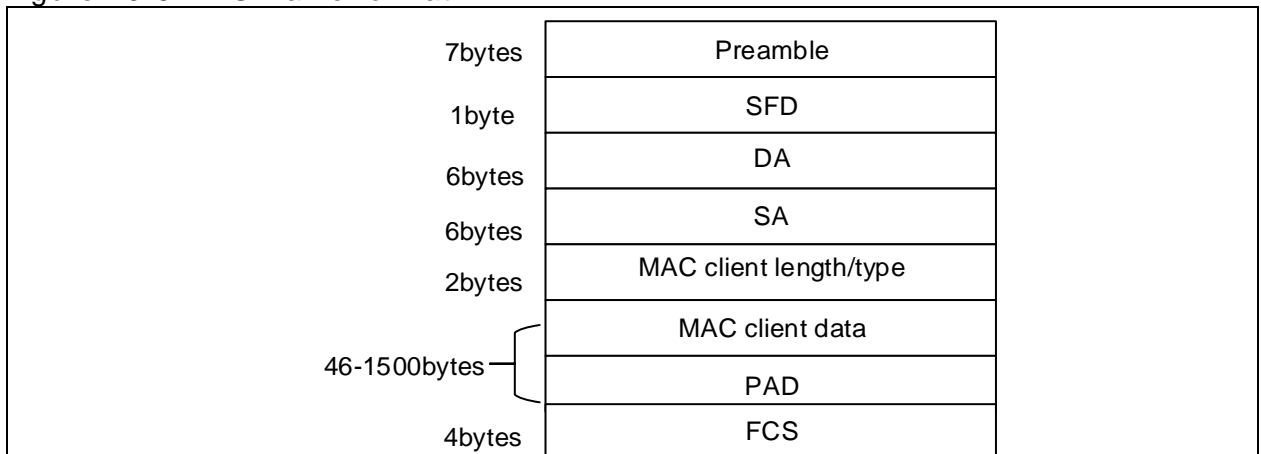 7bytes Preamble
1byte SFD
6bytes DA
6bytes SA
2bytes MAC client length/type
MAC client data
46-1500bytes
PAD
4bytes FCS